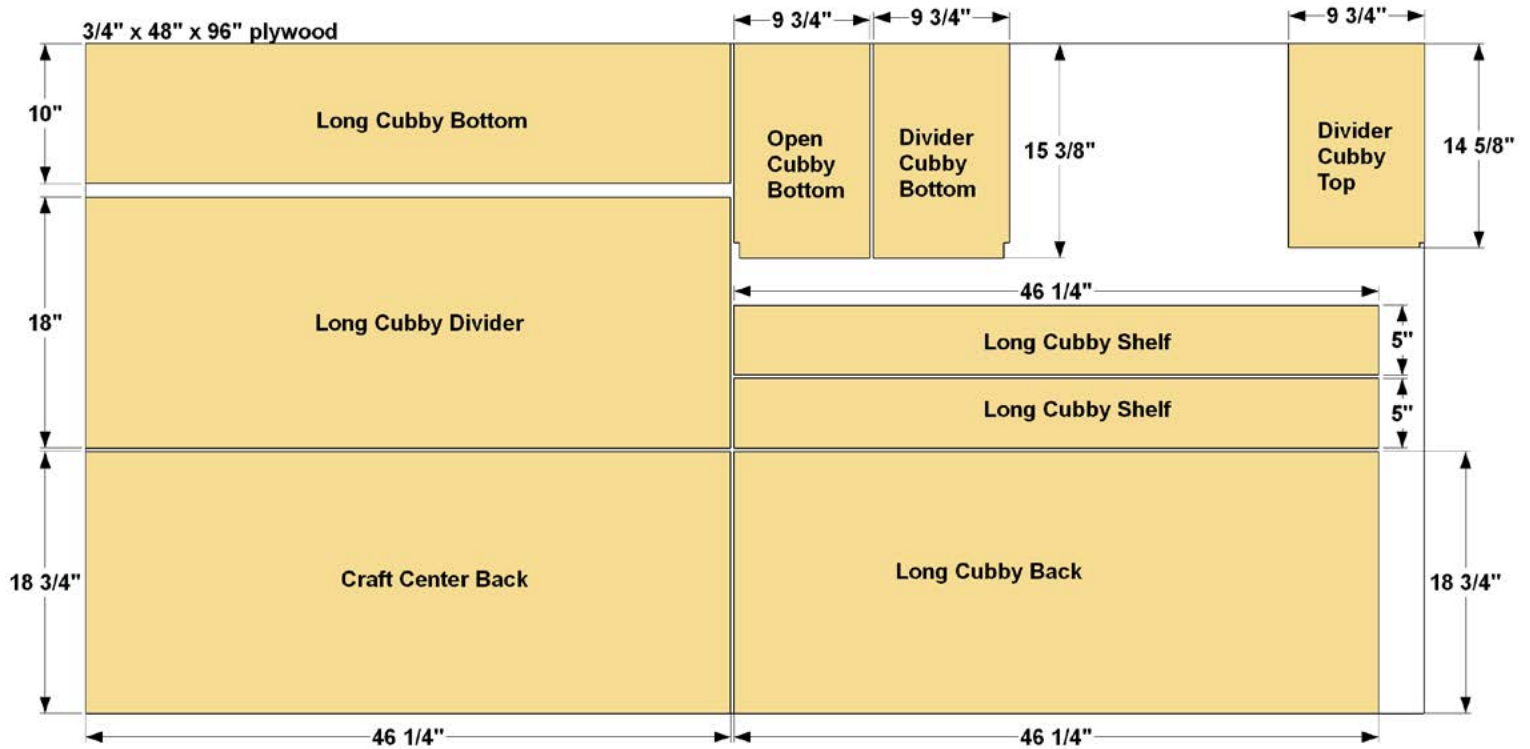 9 3/4"
9 3/4"
9 3/4"
3/4" x 48" x 96" plywood
10"
Long Cubby Bottom
Open
Cubby
Bottom
Divider
Cubby
Bottom
15 3/8"
Divider
Cubby
Top
14 5/8"
46 1/4"
18"
Long Cubby Divider
Long Cubby Shelf
5"
Long Cubby Shelf
5"
18 3/4"
Craft Center Back
Long Cubby Back
18 3/4"
46 1/4"
46 1/4"